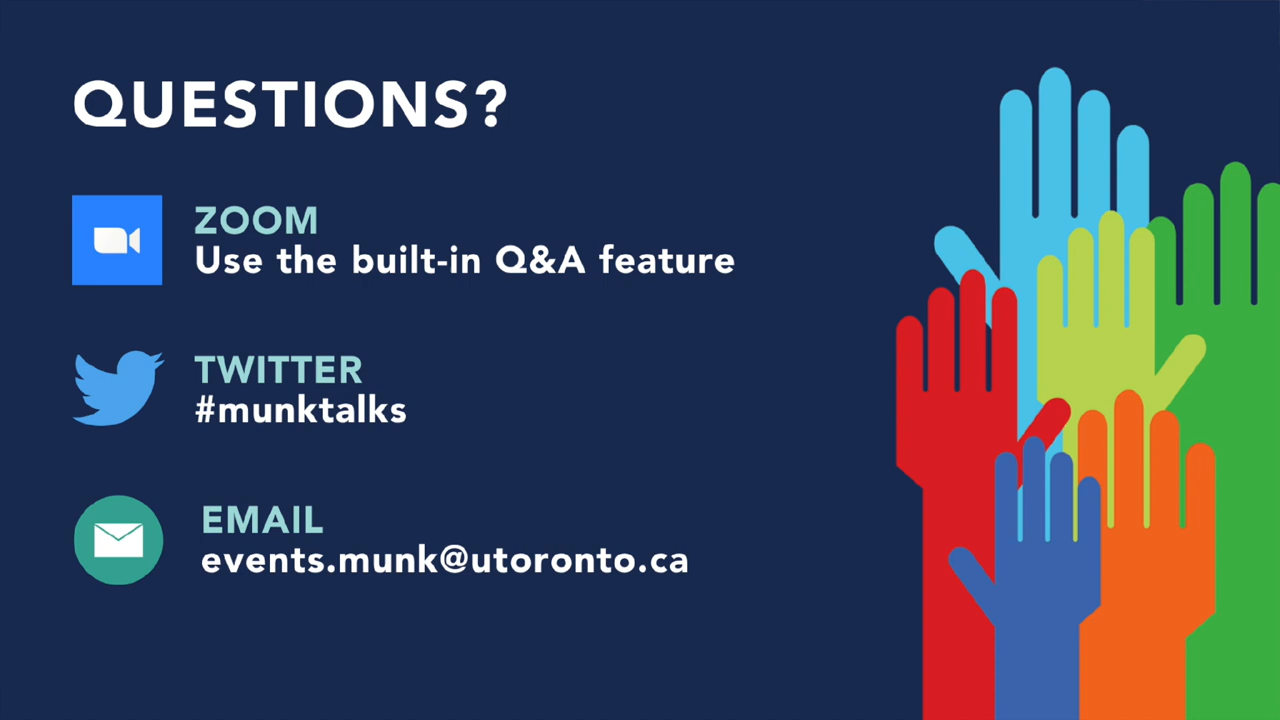 QUESTIONS?
ZOOM
Use the built-in Q&A feature
TWITTER
#munktalks
EMAIL
events.munk@utoronto.ca